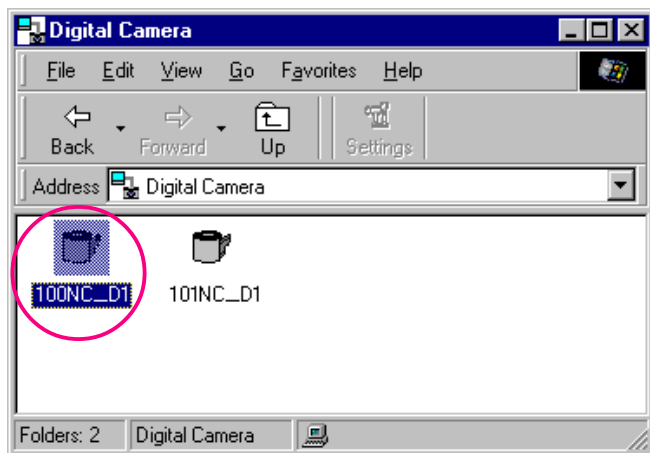 Digital Camera
File Edit View Go Favorites Help
Back Forward Up Settings
Address Digital Camera
100NC_D1 101NC_D1
Folders: 2 Digital Camera